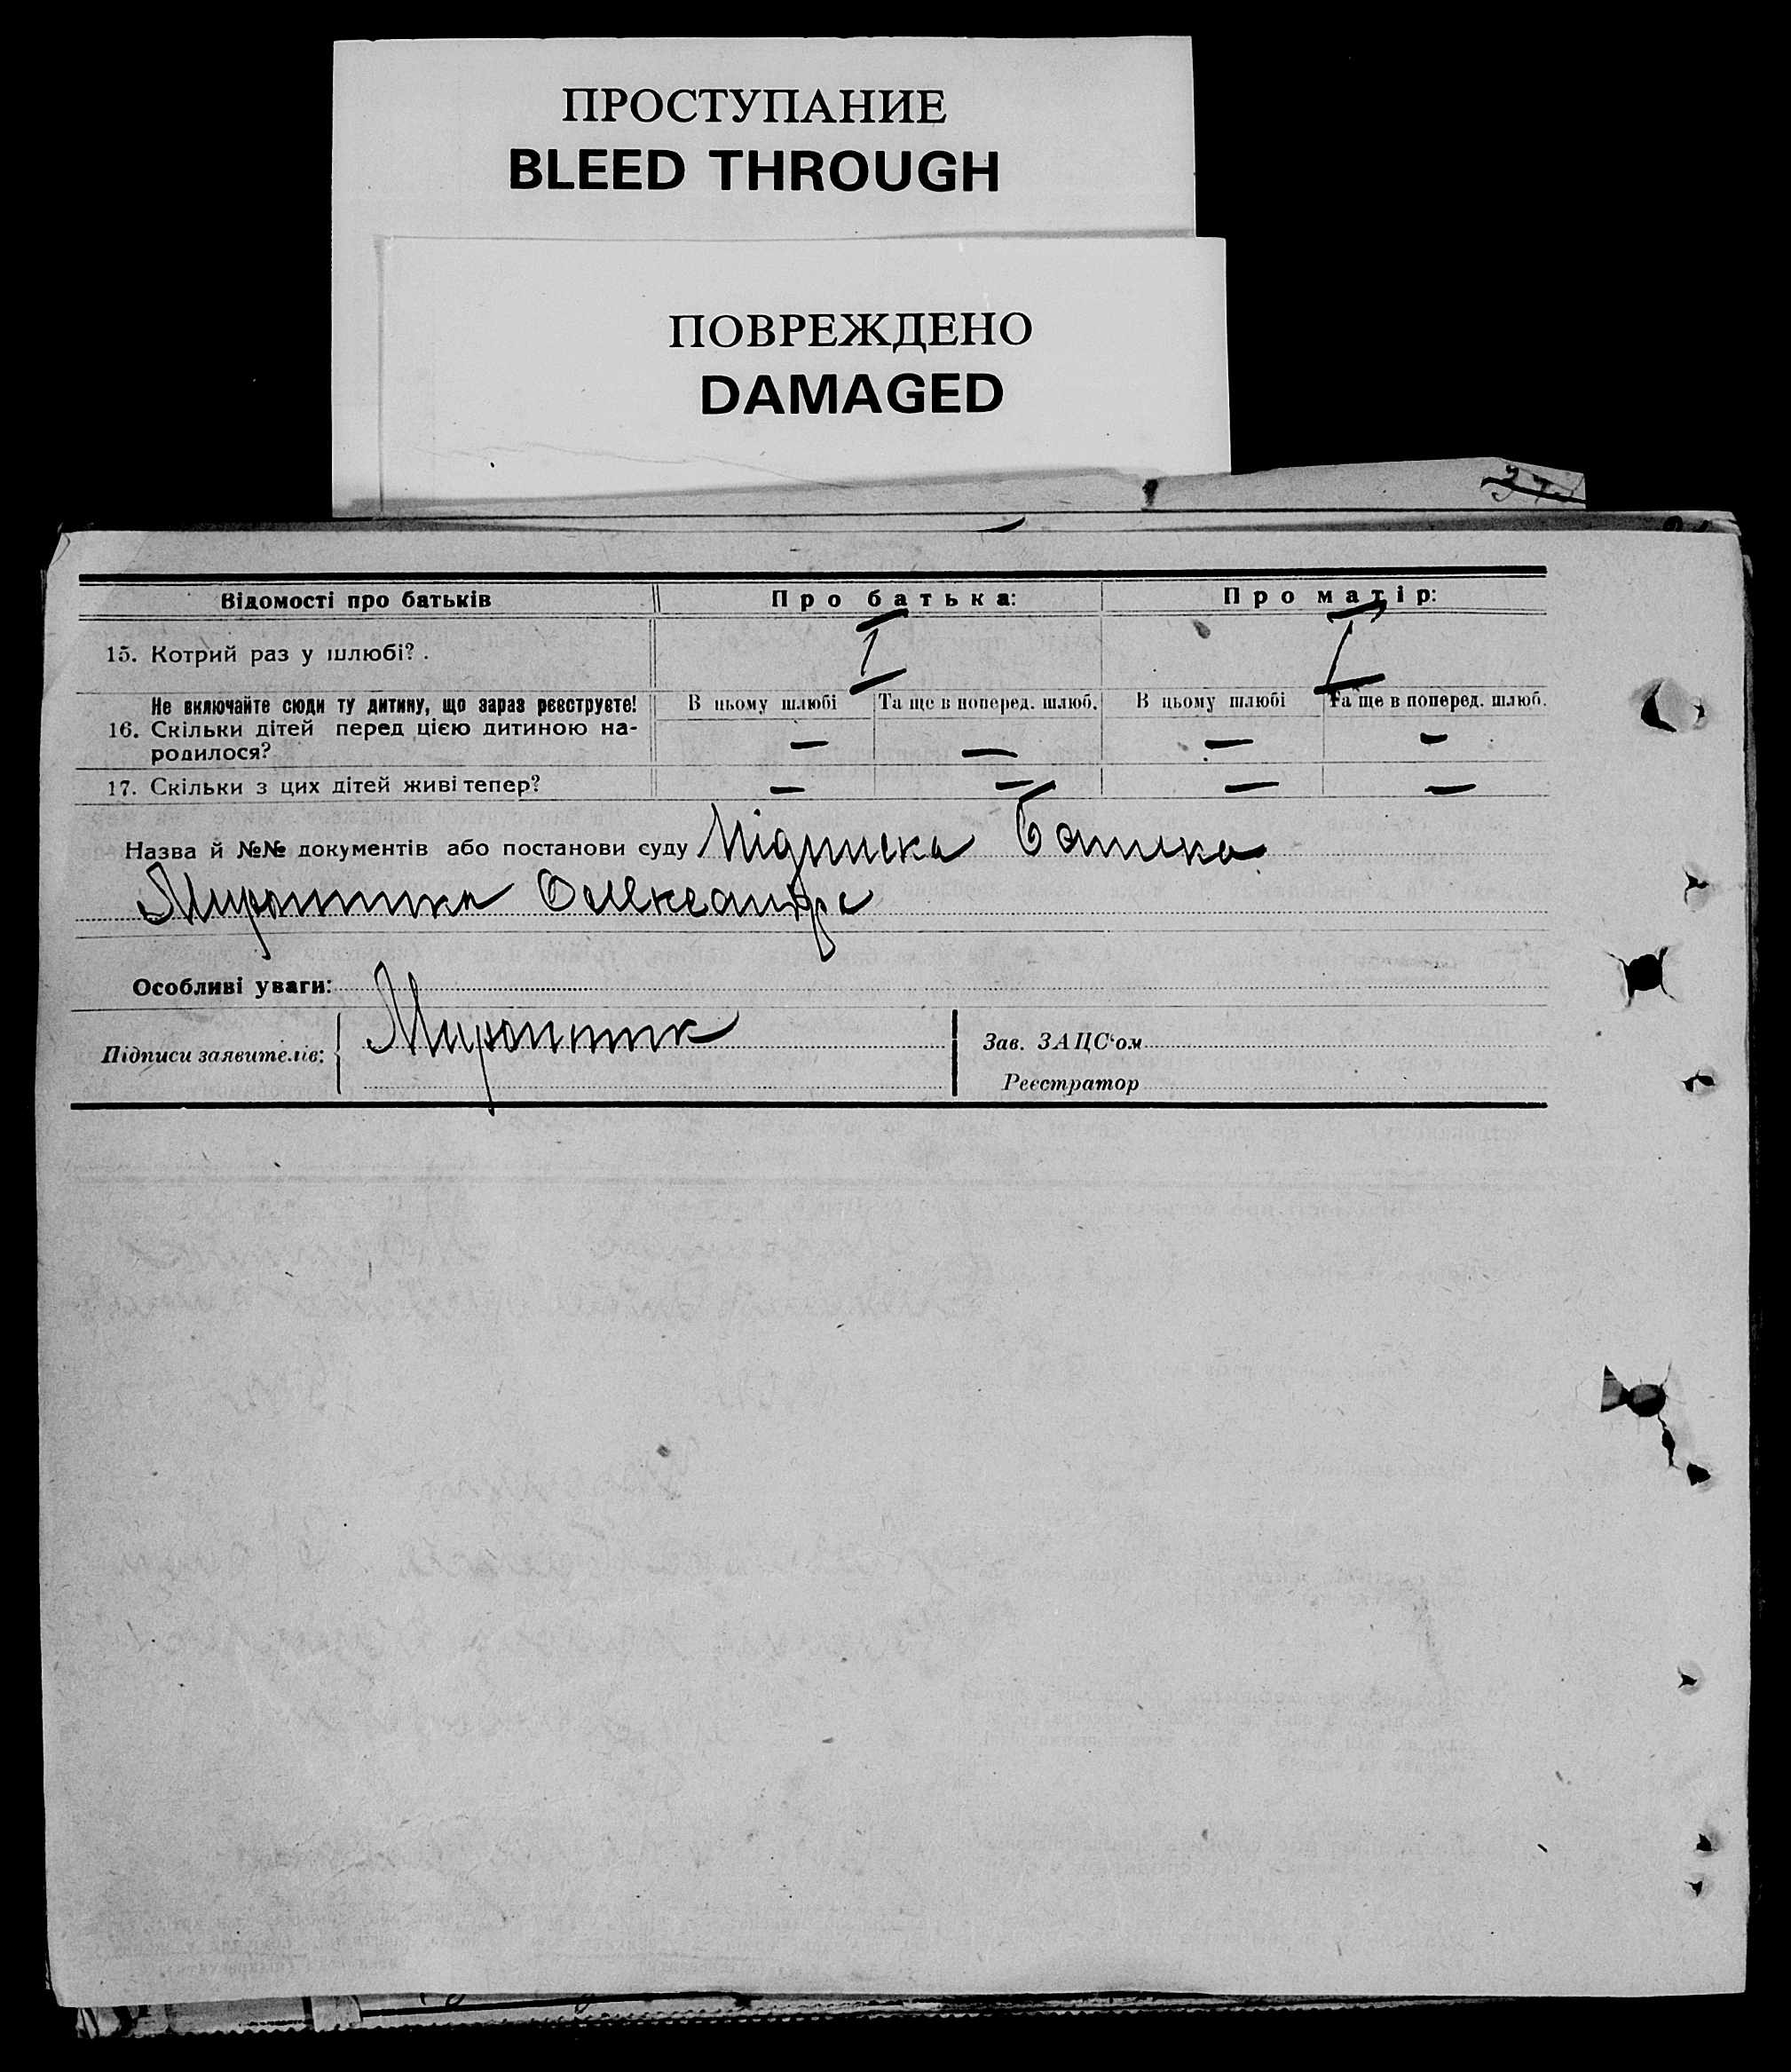 ПРОСТУПАНИЕ
BLEED THROUGH
ПОВРЕЖДЕНО
DAMAGED
Відомості про батьків Про батька: Про матір:
15. Котрий раз у шлюбі? . I I
Не включайте сюди ту дитину, що зараз реєструєте! В цьому шлюбі Та ще в поперед. шлюб. В цьому шлюбі Та ще в поперед. шлюб.
16. Скільки дітей перед цією дитиною на- — — — —
родилося?
17. Скільки з цих дітей живі тепер? — — — —
Назва й №№ документів або постанови суду Підписка Батька
Олександра
Особливі уваги:
Підписи заявителів:
Зав. ЗАЦС‘ом
Реєстратор